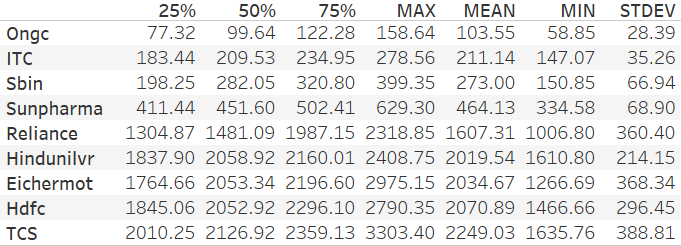 25% 50% 75% MAX MEAN MIN STDEV
Ongc 77.32 99.64 122.28 158.64 103.55 58.85 28.39
ITC 183.44 209.53 234.95 278.56 211.14 147.07 35.26
Sbin 198.25 282.05 320.80 399.35 273.00 150.85 66.94
Sunpharma 411.44 451.60 502.41 629.30 464.13 334.58 68.90
Reliance 1304.87 1481.09 1987.15 2318.85 1607.31 1006.80 360.40
Hindunilvr 1837.90 2058.92 2160.01 2408.75 2019.54 1610.80 214.15
Eichermot 1764.66 2053.34 2196.60 2975.15 2034.67 1266.69 368.34
Hdfc 1845.06 2052.92 2296.10 2790.35 2070.89 1466.66 296.45
TCS 2010.25 2126.92 2359.13 3303.40 2249.03 1635.76 388.81